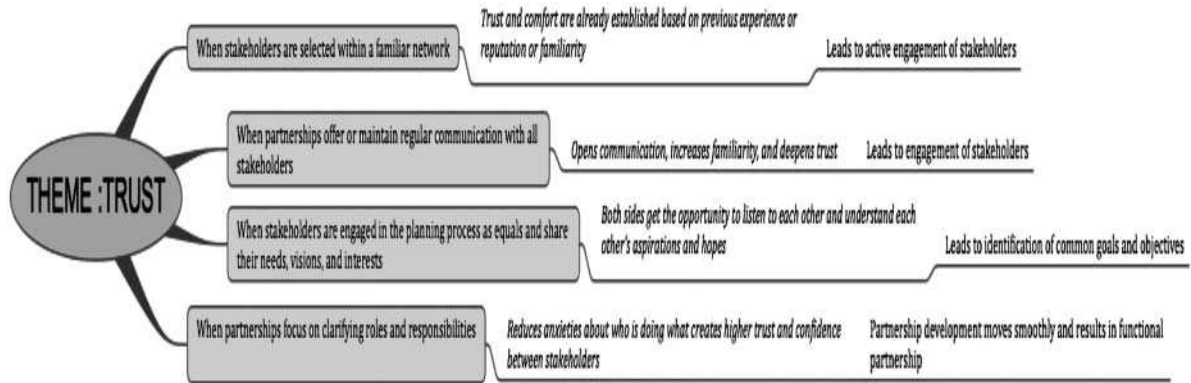 THEME :TRUST
When stakeholders are selected within a familiar network
Trust and comfort are already established based on previous experience or
reputation or familiarity
Leads to active engagement of stakeholders
When partnerships offer or maintain regular communication with all
stakeholders
Opens communication, increases familiarity, and deepens trust
Leads to engagement of stakeholders
When stakeholders are engaged in the planning process as equals and share
their needs, visions, and interests
Both sides get the opportunity to listen to each other and understand each
other's aspirations and hopes
Leads to identification of common goals and objectives
When partnerships focus on clarifying roles and responsibilities
Reduces anxieties about who is doing what creates higher trust and confidence
between stakeholders
Partnership development moves smoothly and results in functional
partnership